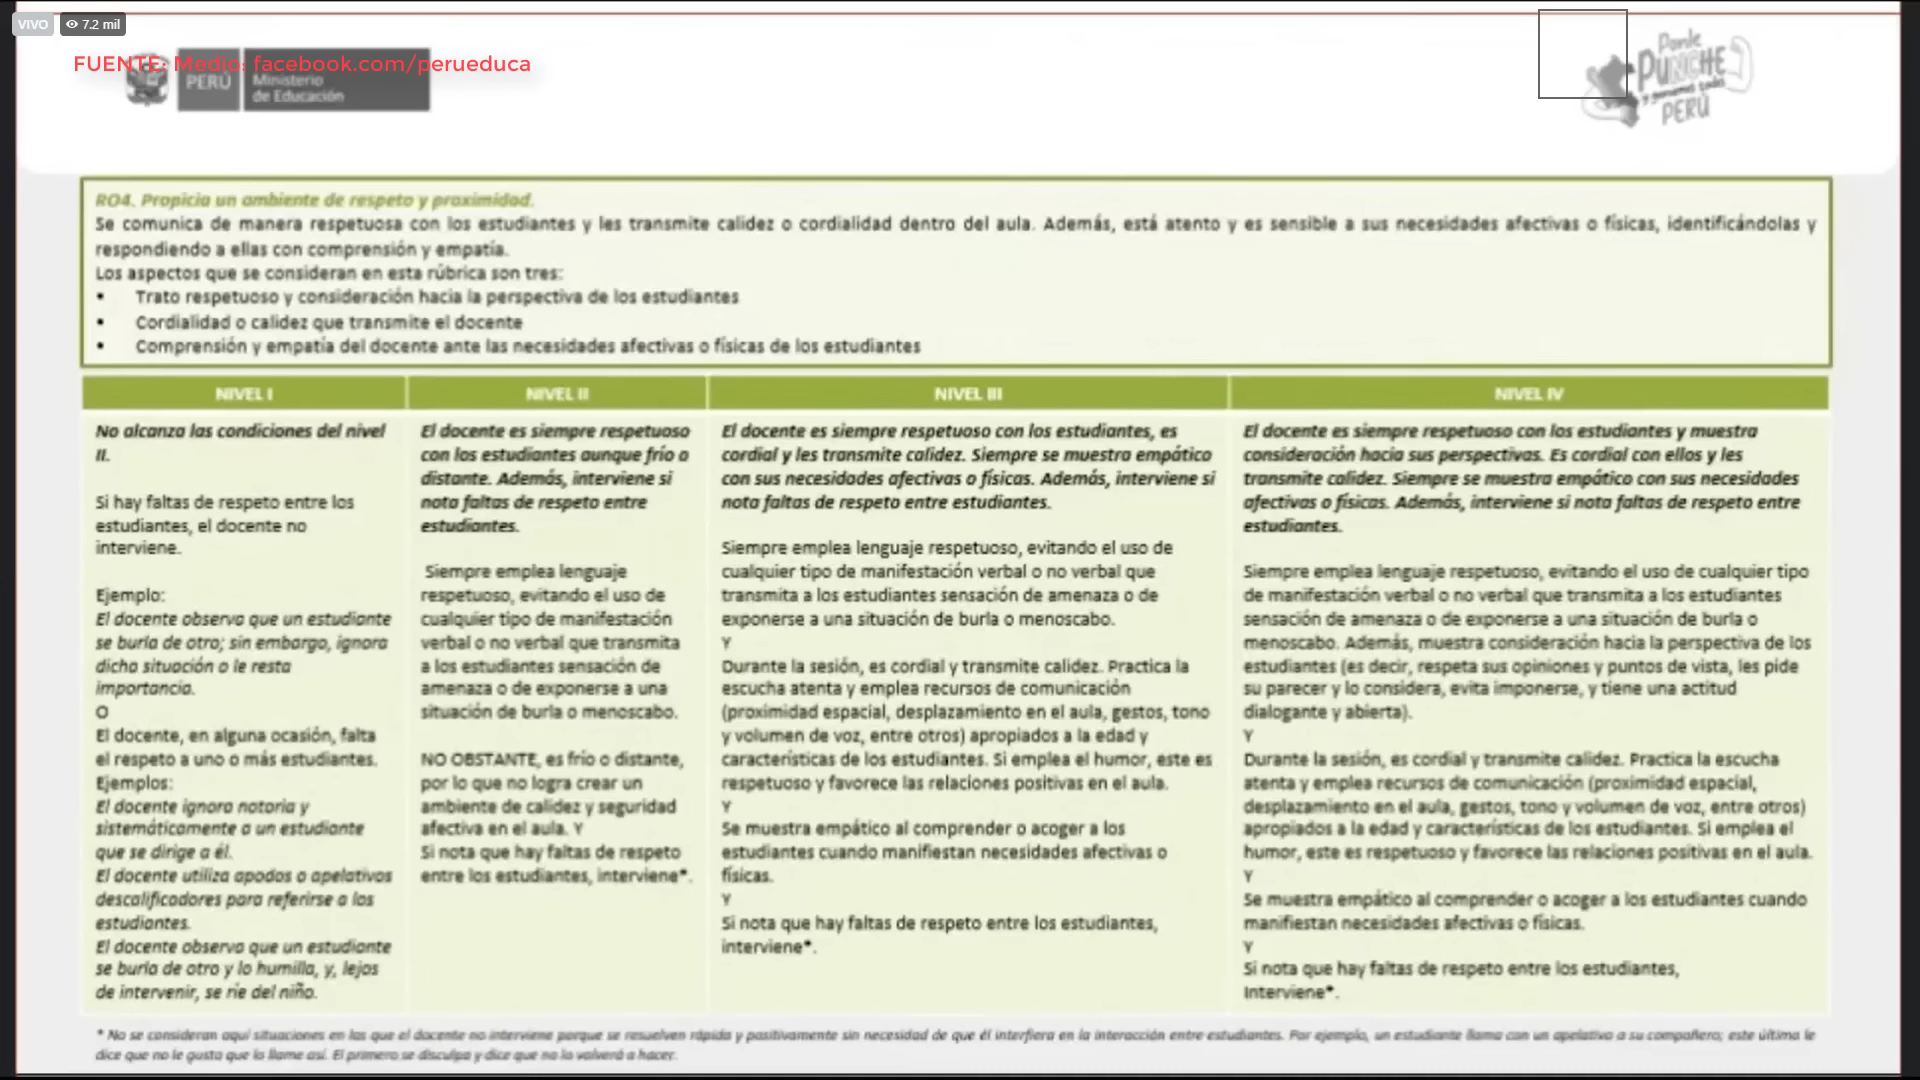 VIVO 7.2 mil
FUENTE: Medio: facebook.com/perueduca
PERÚ
Ministerio
de Educación
Ponle
PUNCHE
PERÚ
RO4. Propicia un ambiente de respeto y proximidad.
Se comunica de manera respetuosa con los estudiantes y les transmite calidez o cordialidad dentro del aula. Además, está atento y es sensible a sus necesidades afectivas o físicas, identificándolas y
respondiendo a ellas con comprensión y empatía.
Los aspectos que se consideran en esta rúbrica son tres:
• Trato respetuoso y consideración hacia la perspectiva de los estudiantes
• Cordialidad o calidez que transmite el docente
• Comprensión y empatía del docente ante las necesidades afectivas o físicas de los estudiantes
NIVEL I
No alcanza las condiciones del nivel
II.
Si hay faltas de respeto entre los
estudiantes, el docente no
interviene.
Ejemplo:
El docente observa que un estudiante
se burla de otro; sin embargo, ignora
dicha situación o le resta
importancia.
O
El docente, en alguna ocasión, falta
el respeto a uno o más estudiantes.
Ejemplos:
El docente ignora notoria y
sistemáticamente a un estudiante
que se dirige a él.
El docente utiliza apodos o apelativos
descalificadores para referirse a los
estudiantes.
El docente observa que un estudiante
se burla de otro y lo humilla, y, lejos
de intervenir, se ríe del niño.
NIVEL II
El docente es siempre respetuoso
con los estudiantes aunque frío o
distante. Además, interviene si
nota faltas de respeto entre
estudiantes.
Siempre emplea lenguaje
respetuoso, evitando el uso de
cualquier tipo de manifestación
verbal o no verbal que transmita
a los estudiantes sensación de
amenaza o de exponerse a una
situación de burla o menoscabo.
NO OBSTANTE, es frío o distante,
por lo que no logra crear un
ambiente de calidez y seguridad
afectiva en el aula. Y
Si nota que hay faltas de respeto
entre los estudiantes, interviene*.
NIVEL III
El docente es siempre respetuoso con los estudiantes, es
cordial y les transmite calidez. Siempre se muestra empático
con sus necesidades afectivas o físicas. Además, interviene si
nota faltas de respeto entre estudiantes.
Siempre emplea lenguaje respetuoso, evitando el uso de
cualquier tipo de manifestación verbal o no verbal que
transmita a los estudiantes sensación de amenaza o de
exponerse a una situación de burla o menoscabo.
Y
Durante la sesión, es cordial y transmite calidez. Practica la
escucha atenta y emplea recursos de comunicación
(proximidad espacial, desplazamiento en el aula, gestos, tono
y volumen de voz, entre otros) apropiados a la edad y
características de los estudiantes. Si emplea el humor, este es
respetuoso y favorece las relaciones positivas en el aula.
Y
Se muestra empático al comprender o acoger a los
estudiantes cuando manifiestan necesidades afectivas o
físicas.
Y
Si nota que hay faltas de respeto entre los estudiantes,
interviene*.
NIVEL IV
El docente es siempre respetuoso con los estudiantes y muestra
consideración hacia sus perspectivas. Es cordial con ellos y les
transmite calidez. Siempre se muestra empático con sus necesidades
afectivas o físicas. Además, interviene si nota faltas de respeto entre
estudiantes.
Siempre emplea lenguaje respetuoso, evitando el uso de cualquier tipo
de manifestación verbal o no verbal que transmita a los estudiantes
sensación de amenaza o de exponerse a una situación de burla o
menoscabo. Además, muestra consideración hacia la perspectiva de los
estudiantes (es decir, respeta sus opiniones y puntos de vista, les pide
su parecer y lo considera, evita imponerse, y tiene una actitud
dialogante y abierta).
Y
Durante la sesión, es cordial y transmite calidez. Practica la escucha
atenta y emplea recursos de comunicación (proximidad espacial,
desplazamiento en el aula, gestos, tono y volumen de voz, entre otros)
apropiados a la edad y características de los estudiantes. Si emplea el
humor, este es respetuoso y favorece las relaciones positivas en el aula.
Y
Se muestra empático al comprender o acoger a los estudiantes cuando
manifiestan necesidades afectivas o físicas.
Y
Si nota que hay faltas de respeto entre los estudiantes,
Interviene*.
* No se consideran aquí situaciones en las que el docente no interviene porque se resuelven rápida y positivamente sin necesidad de que él interfiera en la interacción entre estudiantes. Por ejemplo, un estudiante llama con un apelativo a su compañero; este último le
dice que no le gusta que lo llame así. El primero se disculpa y dice que no lo volverá a hacer.